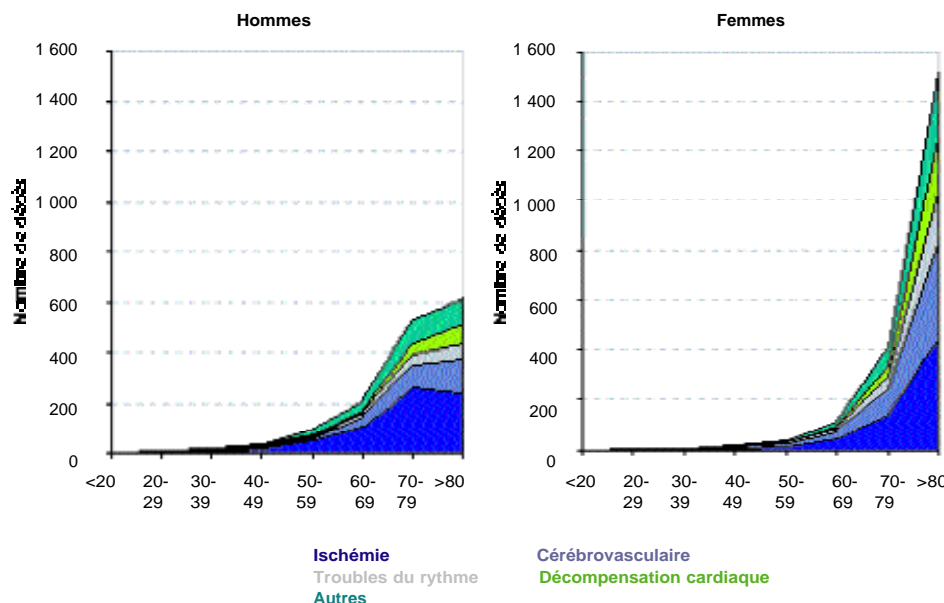 Hommes
Femmes
Nombre de décès
1 600
1 400
1 200
1 000
800
600
400
200
0
<20 20-29 30-39 40-49 50-59 60-69 70-79 >80
Nombre de décès
1 600
1 400
1 200
1 000
800
600
400
200
0
<20 20-29 30-39 40-49 50-59 60-69 70-79 >80
Ischémie Cérébrovasculaire
Troubles du rythme Décompensation cardiaque
Autres